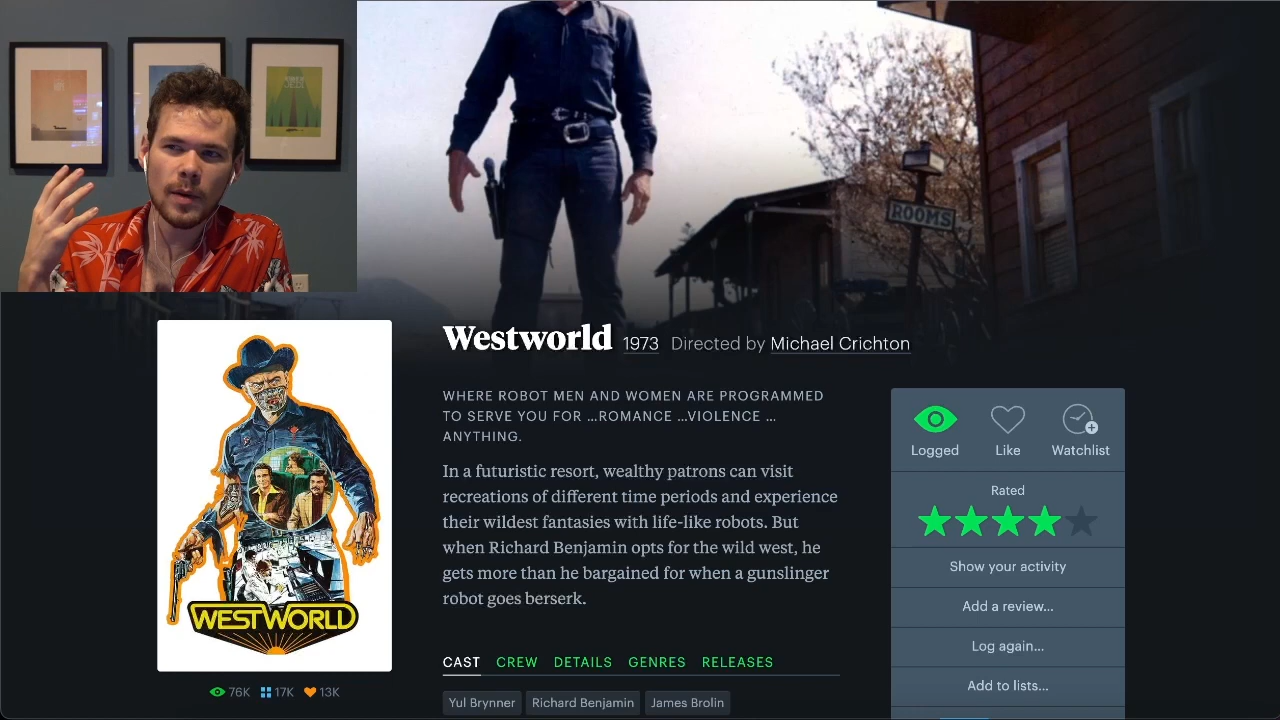 ROOMS
Westworld 1973 Directed by Michael Crichton
WHERE ROBOT MEN AND WOMEN ARE PROGRAMMED
TO SERVE YOU FOR ...ROMANCE ...VIOLENCE ...
ANYTHING.
In a futuristic resort, wealthy patrons can visit
recreations of different time periods and experience
their wildest fantasies with life-like robots. But
when Richard Benjamin opts for the wild west, he
gets more than he bargained for when a gunslinger
robot goes berserk.
CAST CREW DETAILS GENRES RELEASES
Yul Brynner Richard Benjamin James Brolin
WESTWORLD
76K 17K 13K
Logged Like Watchlist
Rated
Show your activity
Add a review...
Log again...
Add to lists...